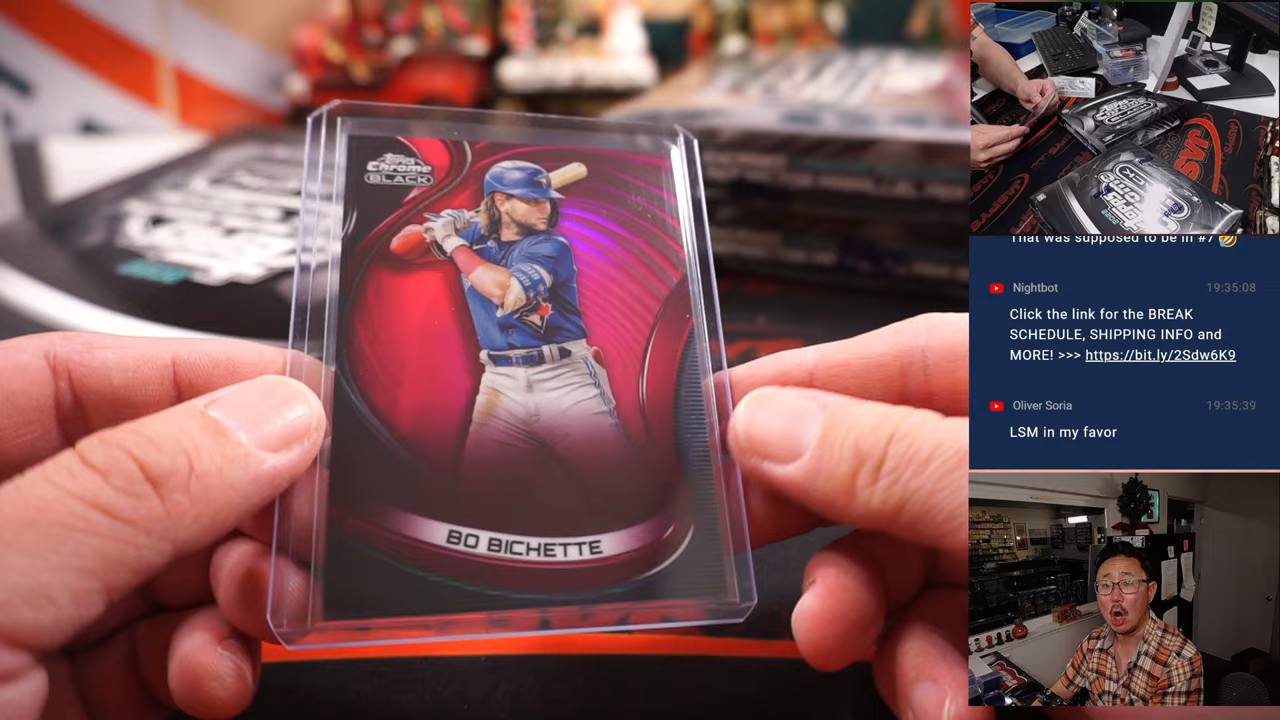 Topps
Chrome
BLACK
BO BICHETTE
That was supposed to be in #7 🤣
Nightbot 19:35:08
Click the link for the BREAK
SCHEDULE, SHIPPING INFO and
MORE! >>> https://bit.ly/2Sdw6K9
Oliver Soria 19:35:39
LSM in my favor